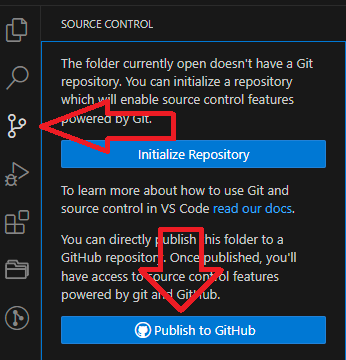 SOURCE CONTROL
The folder currently open doesn't have a Git
repository. You can initialize a repository
which will enable source control features
powered by Git.
Initialize Repository
To learn more about how to use Git and
source control in VS Code read our docs.
You can directly publish this folder to a
GitHub repository. Once published, you'll
have access to source control features
powered by git and GitHub.
Publish to GitHub